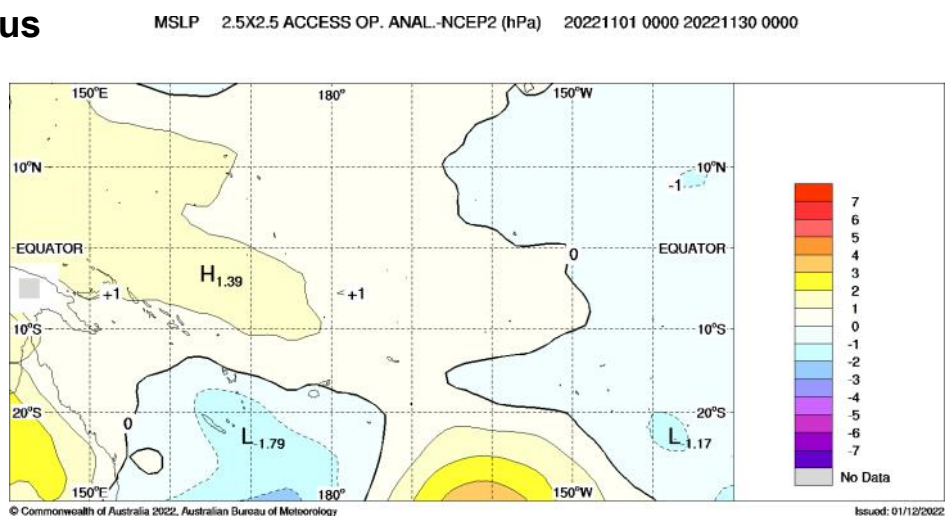 us
MSLP 2.5X2.5 ACCESS OP. ANAL.-NCEP2 (hPa) 20221101 0000 20221130 0000
150°E 180° 150°W
10°N 10°N
-1
EQUATOR EQUATOR
0
H 1.39
+1 +1
10°S 10°S
20°S 20°S
0
L -1.79 L -1.17
150°E 180° 150°W
7
6
5
4
3
2
1
0
-1
-2
-3
-4
-5
-6
-7
No Data
© Commonwealth of Australia 2022, Australian Bureau of Meteorology Issued: 01/12/2022